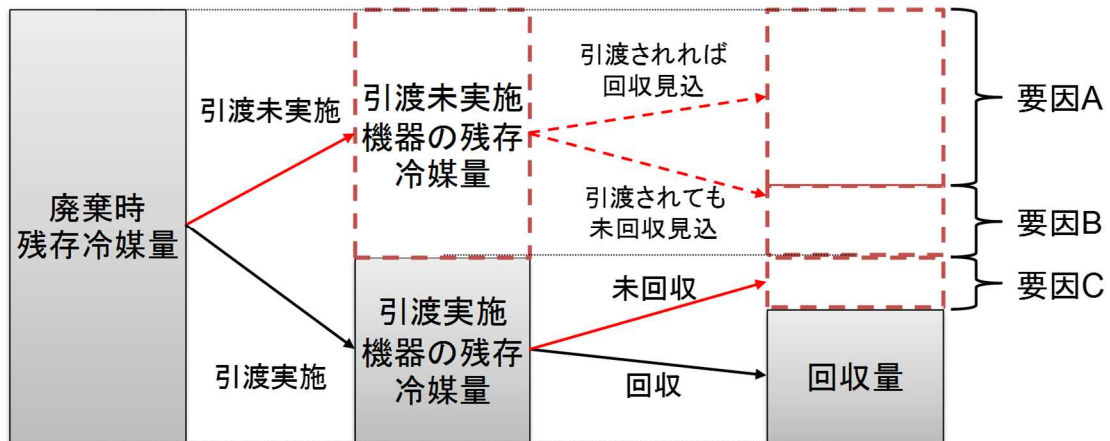 廃棄時
残存冷媒量
引渡未実施
引渡実施
引渡未実施
機器の残存
冷媒量
引渡実施
機器の残存
冷媒量
引渡されれば
回収見込
引渡されても
未回収見込
未回収
回収
回収量
要因A
要因B
要因C